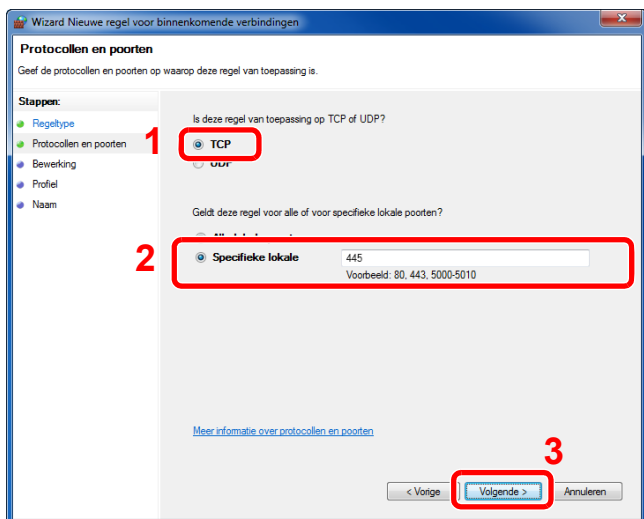 Wizard Nieuwe regel voor binnenkomende verbindingen
Protocollen en poorten
Geef de protocollen en poorten op waarop deze regel van toepassing is.
Stappen:
Regeltype
Protocollen en poorten
Bewerking
Profiel
Naam
Is deze regel van toepassing op TCP of UDP?
1
TCP
UDP
Geldt deze regel voor alle of voor specifieke lokale poorten?
2
Specifieke lokale
445
Voorbeeld: 80, 443, 5000-5010
Meer informatie over protocollen en poorten
3
< Vorige
Volgende >
Annuleren